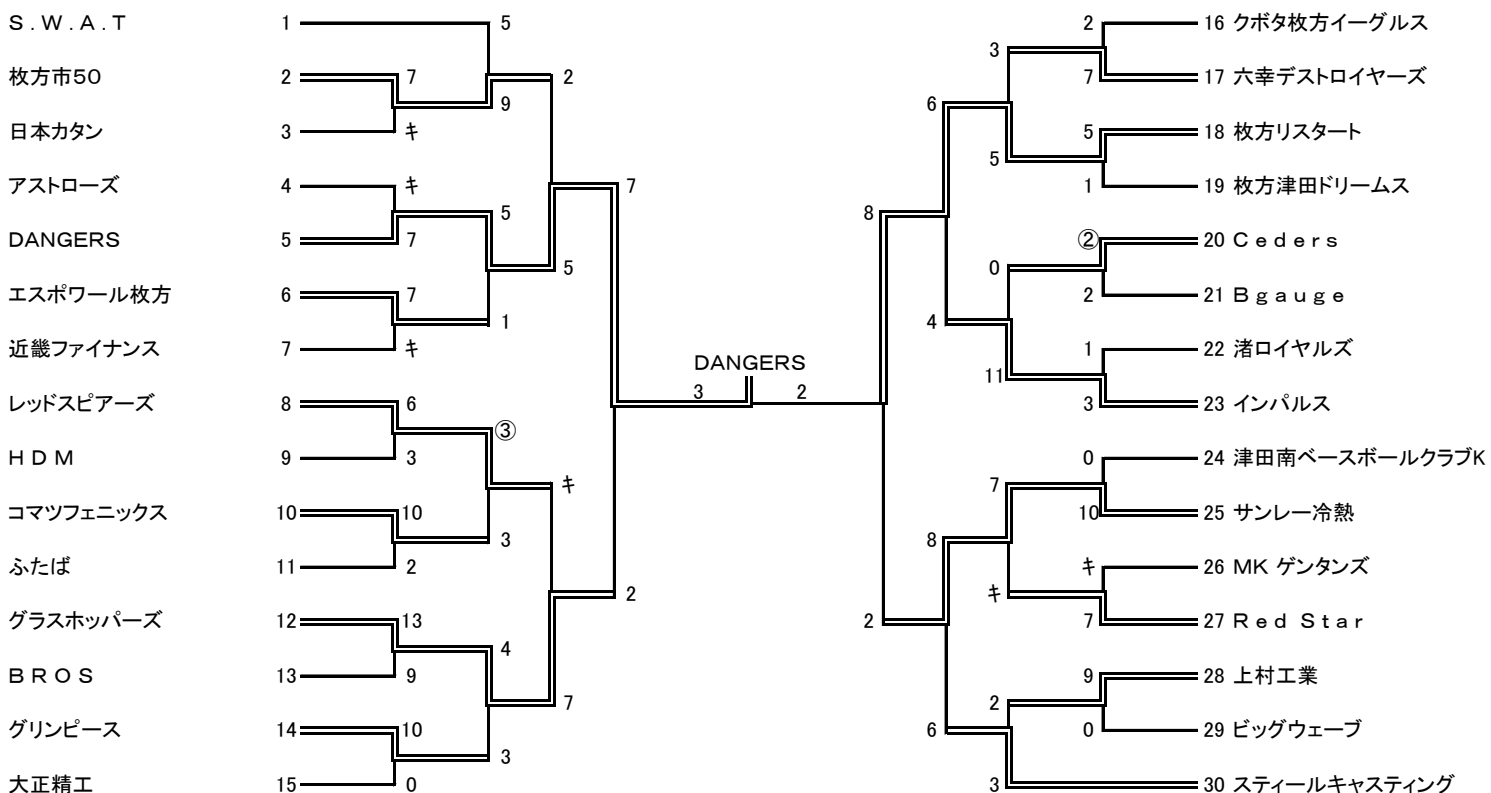 S.W.A.T 1 5
枚方市50 2 7
9
2
日本カタン 3 キ
アストローズ 4 キ
5
7
DANGERS 5 7
5
エスポワール枚方 6 7
1
近畿ファイナンス 7 キ
レッドスピアーズ 8 6
③
HDM 9 3
キ
コマツフェニックス 10 10
3
ふたば 11 2
2
グラスホッパーズ 12 13
4
BROS 13 9
7
グリンピース 14 10
3
大正精工 15 0
DANGERS
3 2
2 16 クボタ枚方イーグルス
3
7 17 六幸デストロイヤーズ
6
5 18 枚方リスタート
5
1 19 枚方津田ドリームス
8
② 20 Ceders
0
2 21 Bgauge
4
1 22 渚ロイヤルズ
11
3 23 インパルス
0 24 津田南ベースボールクラブK
7
10 25 サンレー冷熱
8
キ 26 MK ゲンタンズ
キ
7 27 Red Star
2
9 28 上村工業
2
0 29 ビッグウェーブ
6
3 30 スティールキャスティング